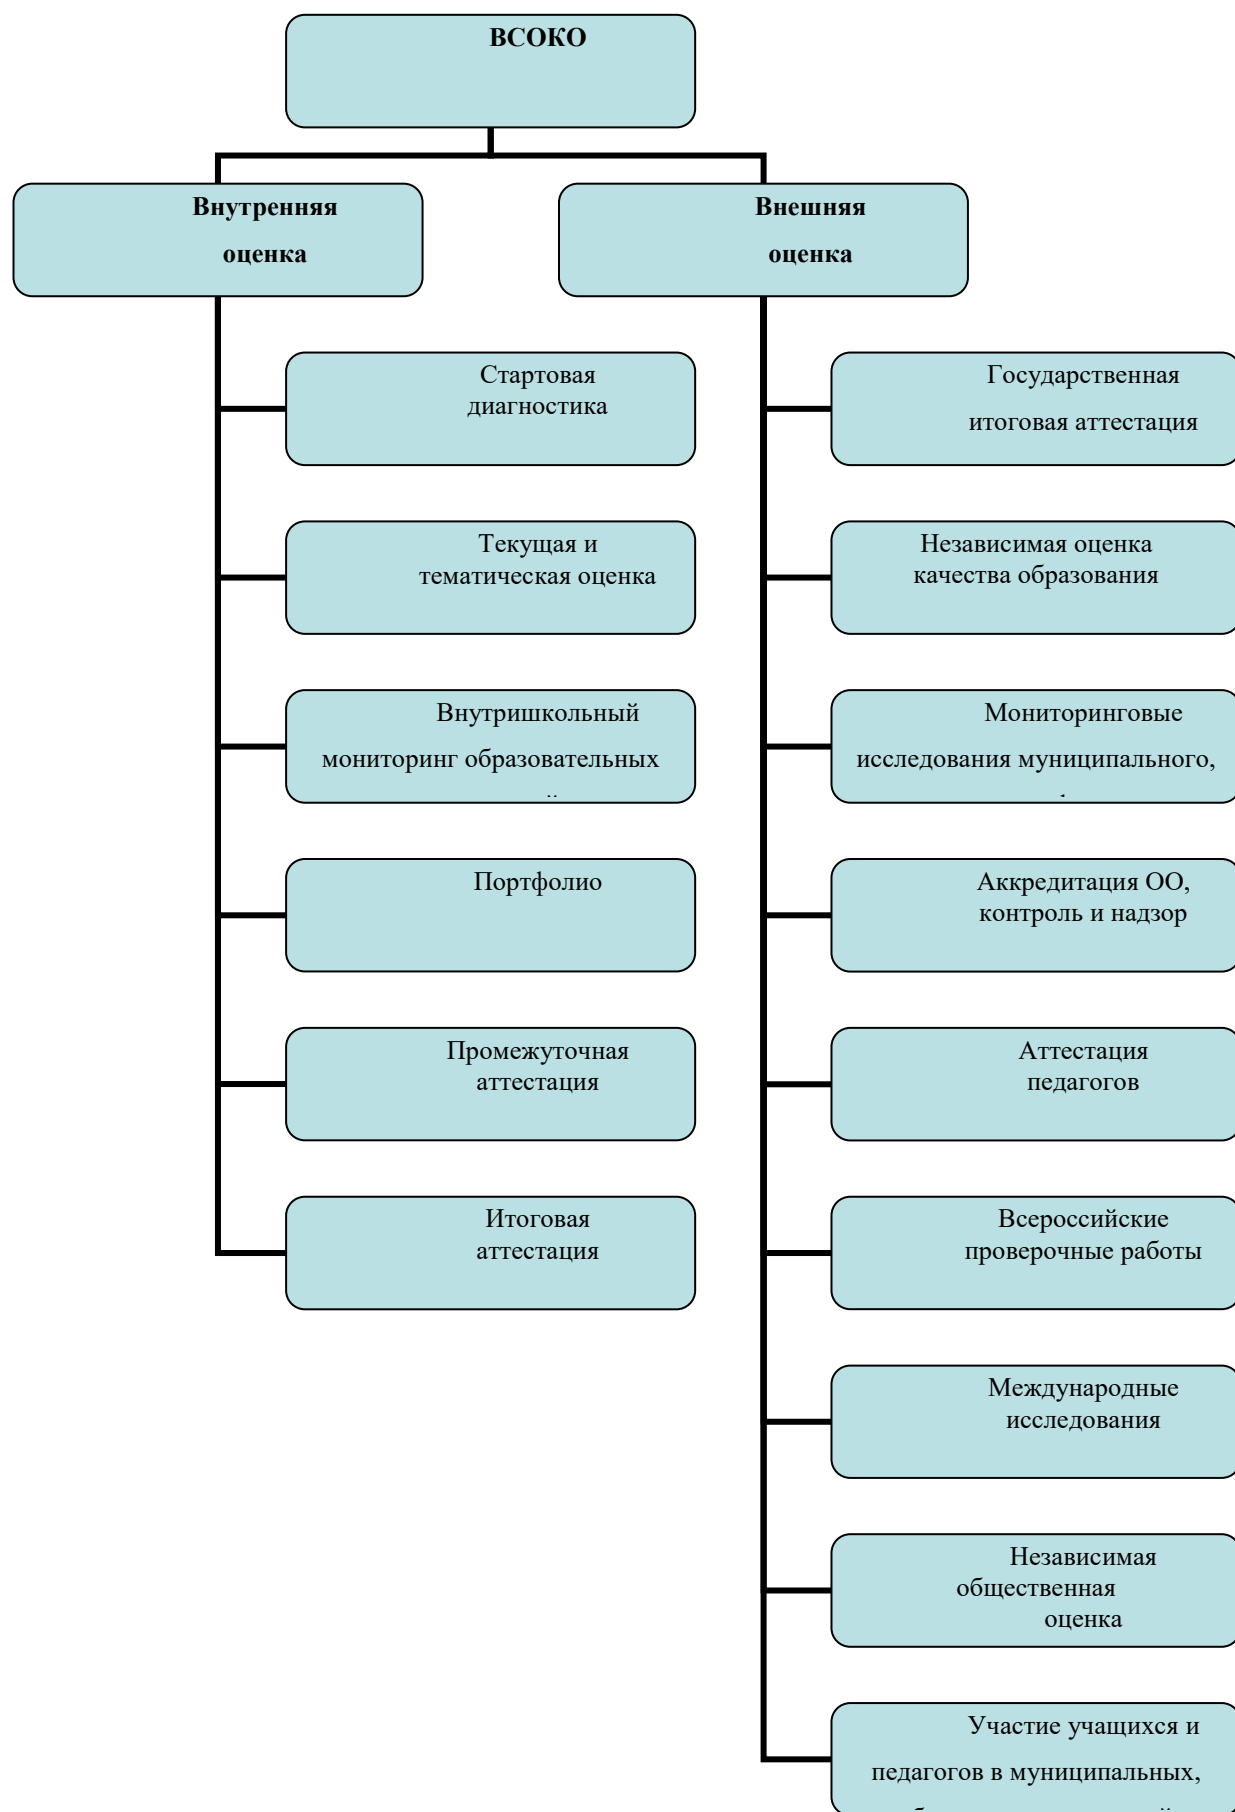 ВСОКО
Внутренняя
оценка
Внешняя
оценка
Стартовая
диагностика
Текущая и
тематическая оценка
Внутришкольный
мониторинг образовательных
Портфолио
Промежуточная
аттестация
Итоговая
аттестация
Государственная
итоговая аттестация
Независимая оценка
качества образования
Мониторинговые
исследования муниципального,
Аккредитация ОО,
контроль и надзор
Аттестация
педагогов
Всероссийские
проверочные работы
Международные
исследования
Независимая
общественная
оценка
Участие учащихся и
педагогов в муниципальных,